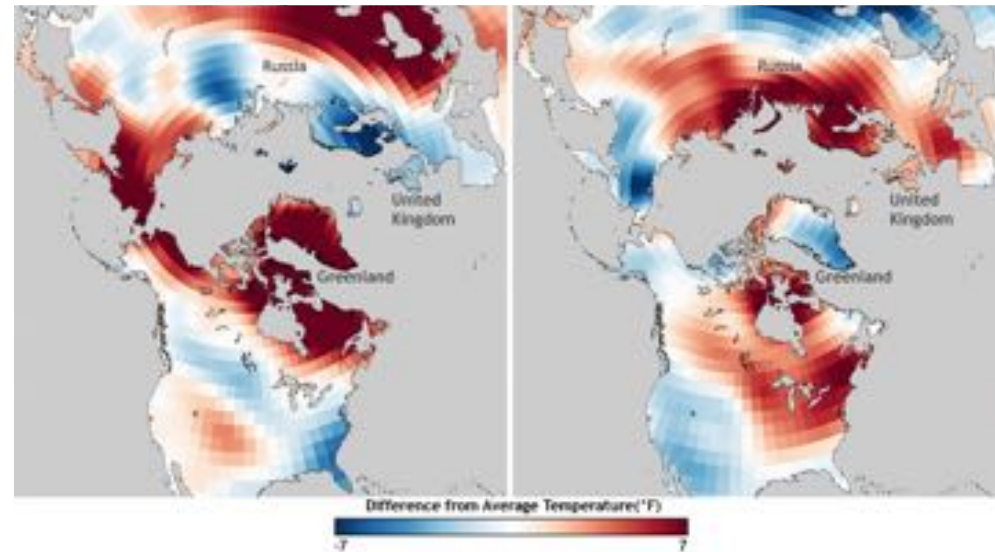 Russia
United
Kingdom
Greenland
Russia
United
Kingdom
Greenland
Difference from Average Temperature(°F)
-7 7